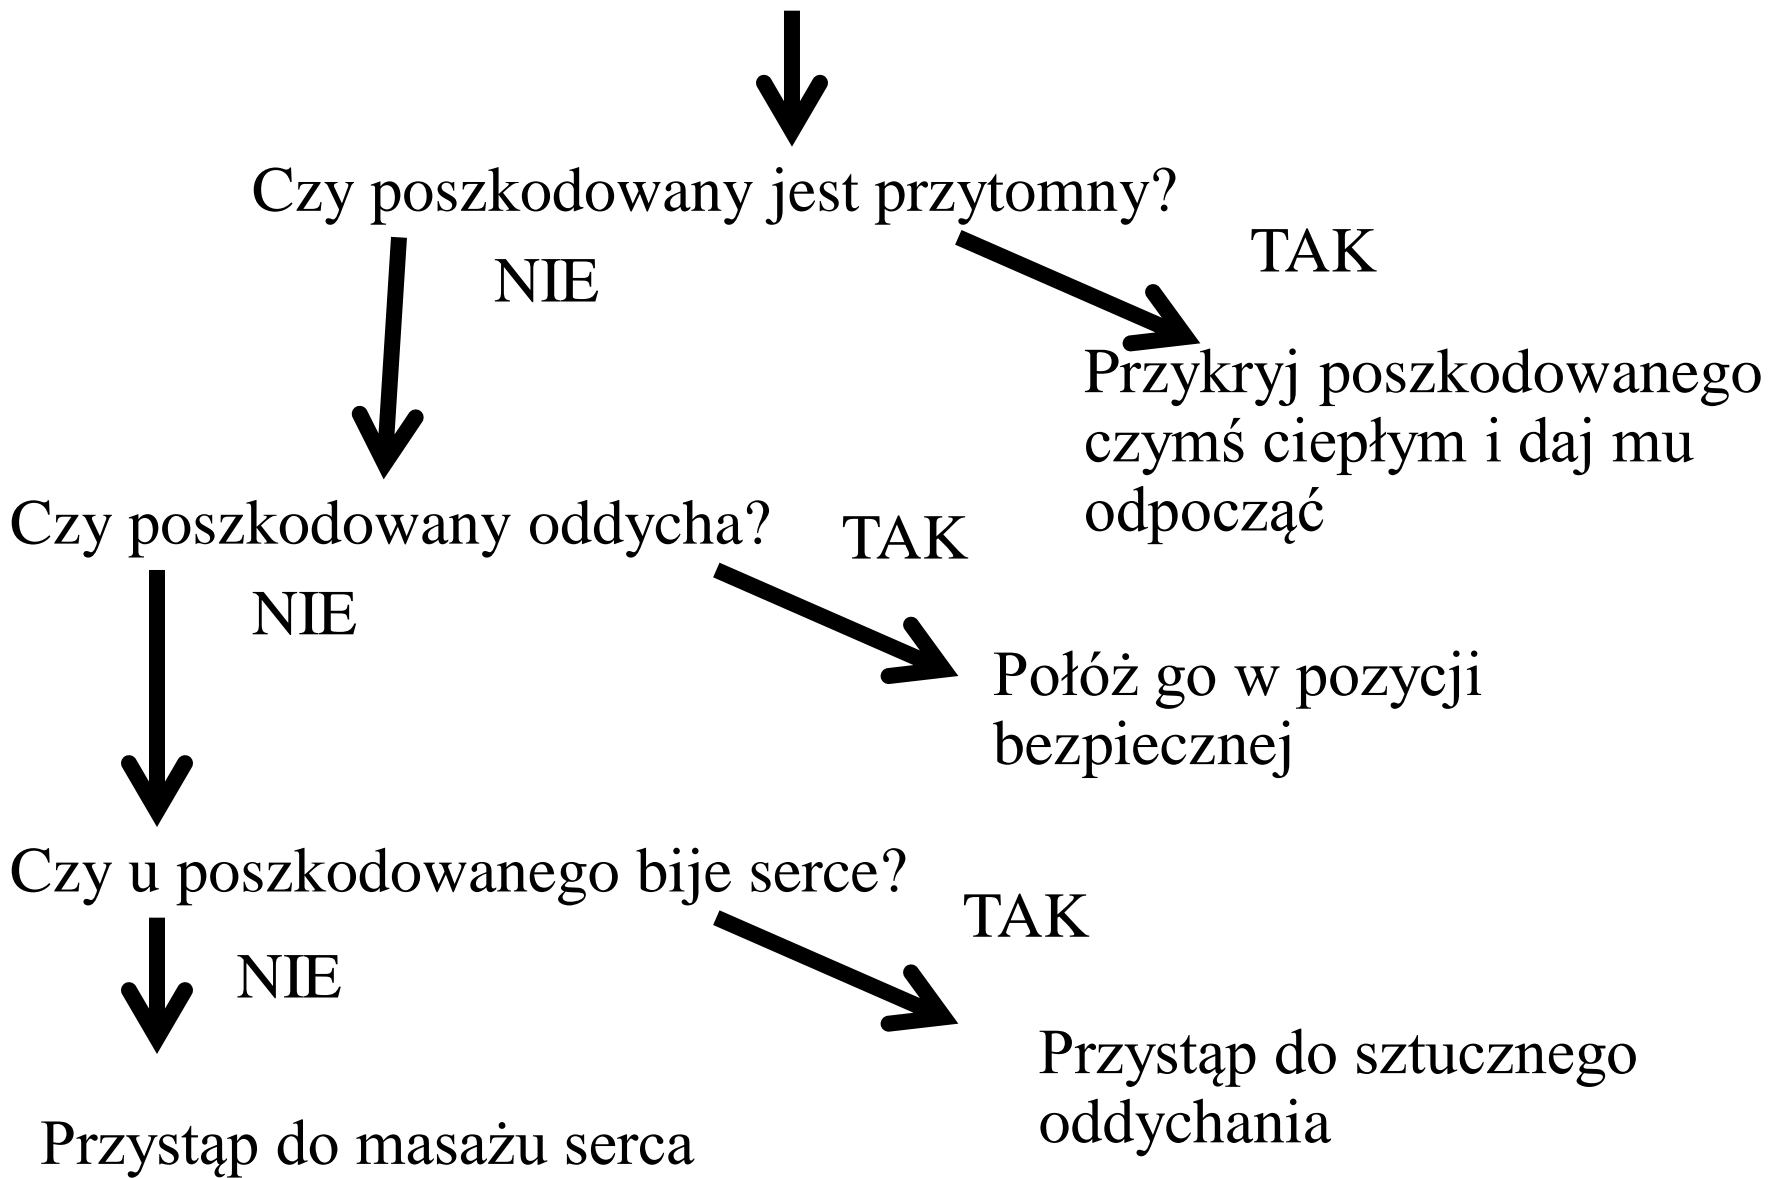 Czy poszkodowany jest przytomny?
TAK
NIE
Przykryj poszkodowanego
czymś ciepłym i daj mu
odpocząć
Czy poszkodowany oddycha?
TAK
NIE
Połóż go w pozycji
bezpiecznej
Czy u poszkodowanego bije serce?
TAK
NIE
Przystąp do sztucznego
oddychania
Przystąp do masażu serca